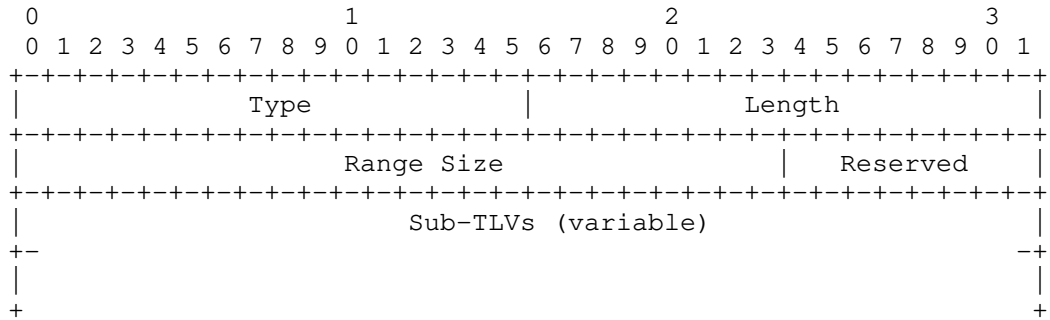 0                   1                   2                   3
 0 1 2 3 4 5 6 7 8 9 0 1 2 3 4 5 6 7 8 9 0 1 2 3 4 5 6 7 8 9 0 1
+-+-+-+-+-+-+-+-+-+-+-+-+-+-+-+-+-+-+-+-+-+-+-+-+-+-+-+-+-+-+-+-+
|              Type             |             Length            |
+-+-+-+-+-+-+-+-+-+-+-+-+-+-+-+-+-+-+-+-+-+-+-+-+-+-+-+-+-+-+-+-+
|                    Range Size                 |   Reserved    |
+-+-+-+-+-+-+-+-+-+-+-+-+-+-+-+-+-+-+-+-+-+-+-+-+-+-+-+-+-+-+-+-+
|                        Sub-TLVs (variable)                    |
+-                                                             -+
|                                                               |
+                                                               +